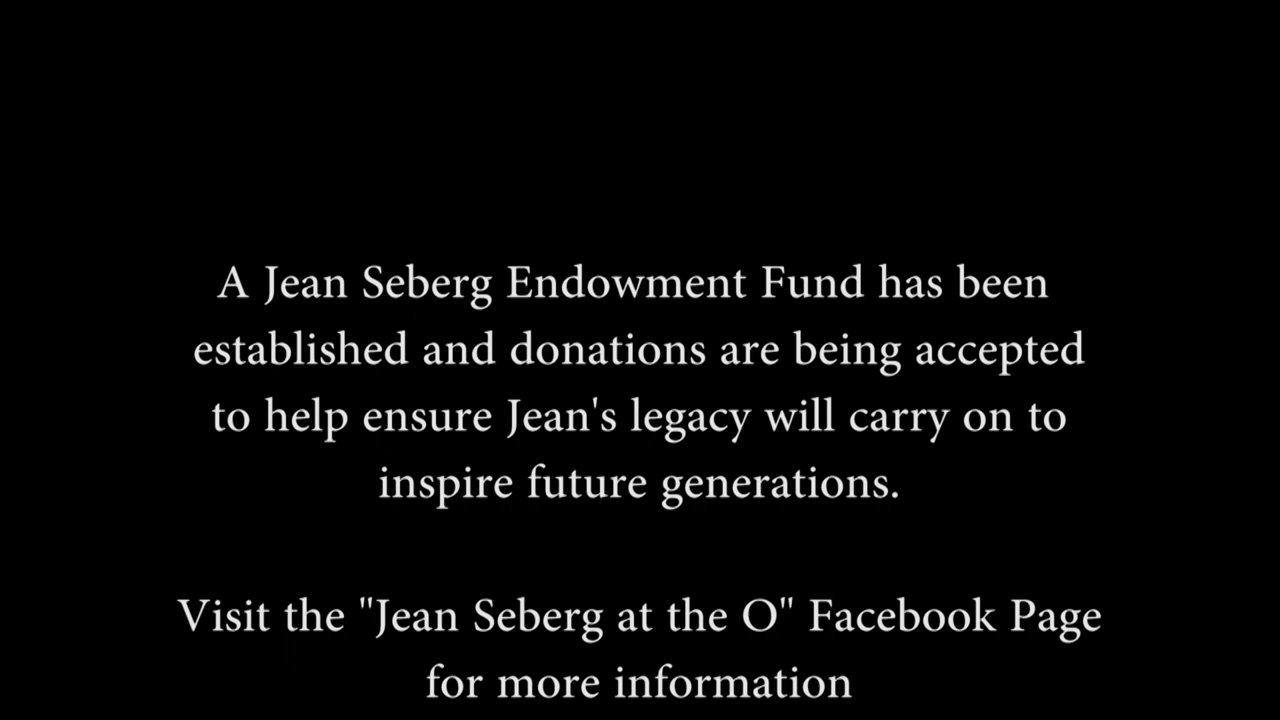 A Jean Seberg Endowment Fund has been
established and donations are being accepted
to help ensure Jean's legacy will carry on to
inspire future generations.
Visit the "Jean Seberg at the O" Facebook Page
for more information